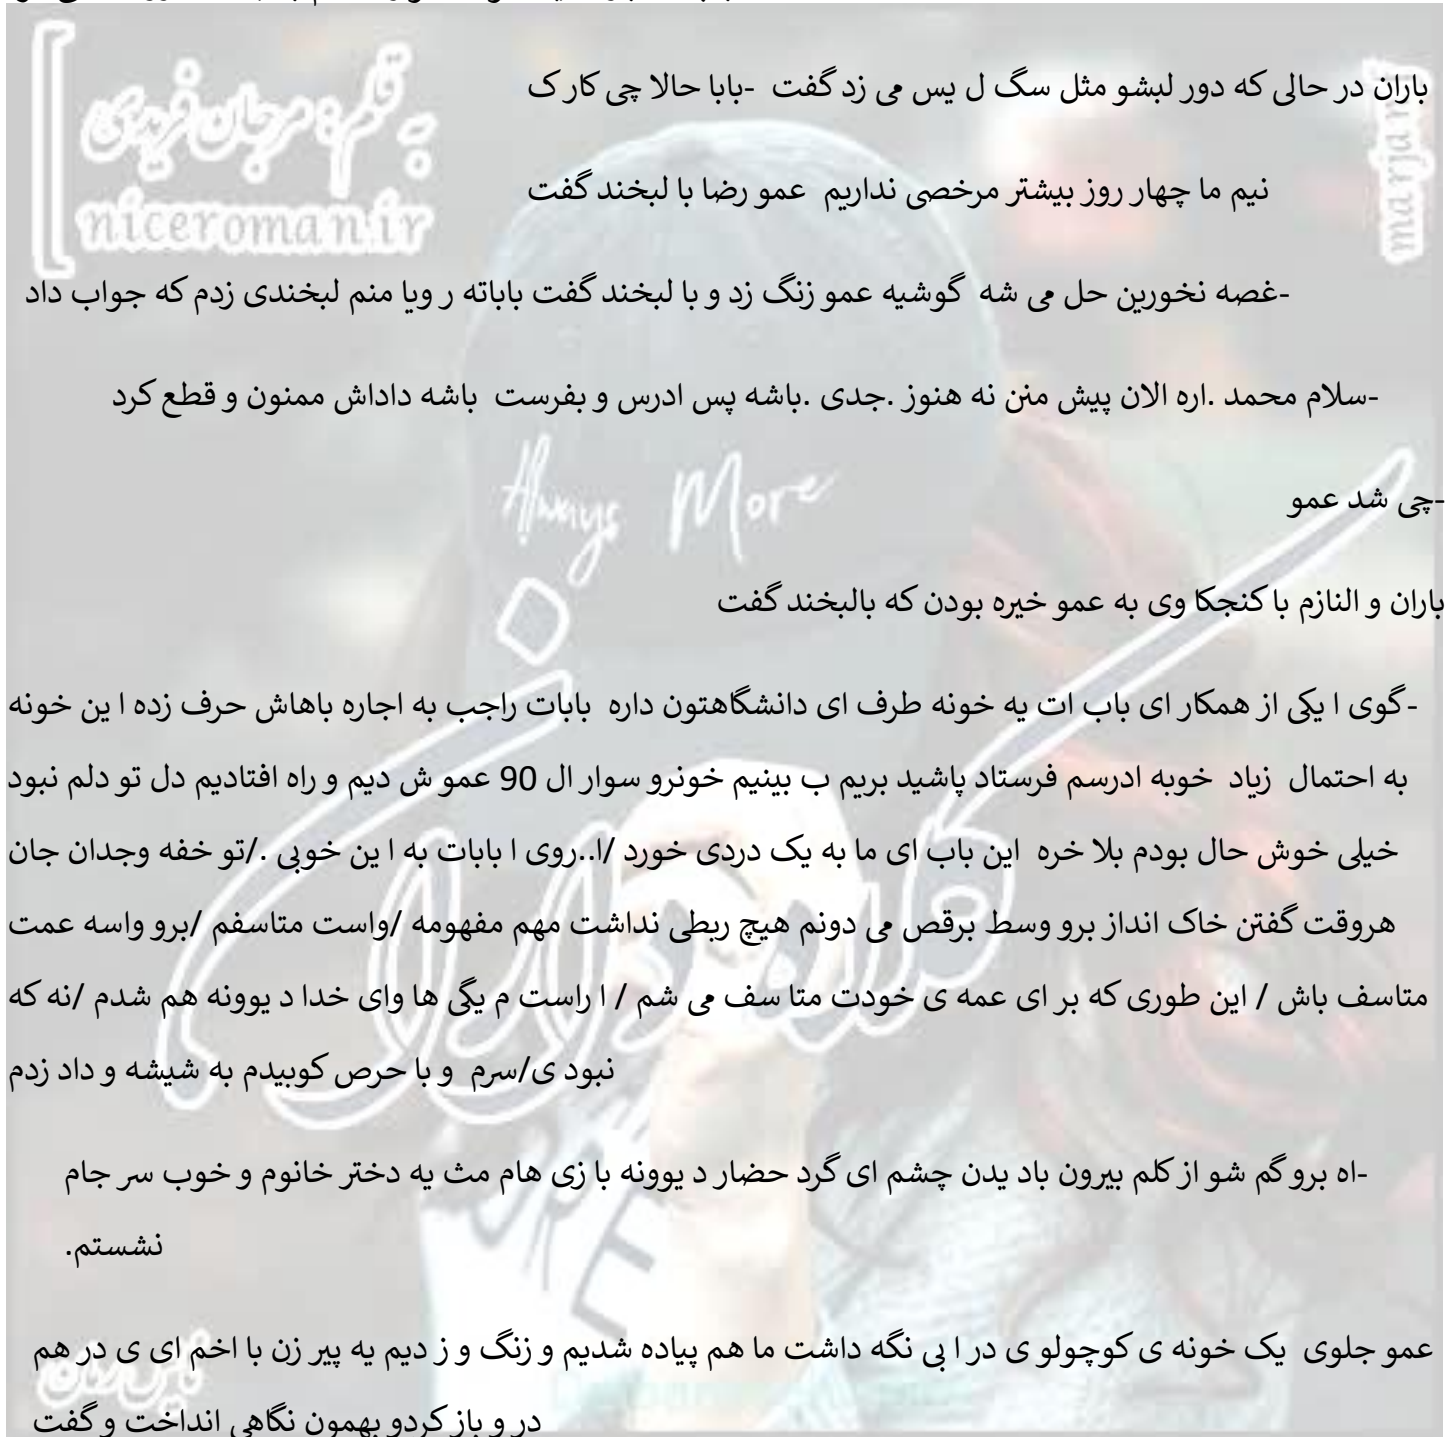 باران در حالی که دور لبشو مثل سگ ل یس می زد گفت -بابا حالا چی کار ک
نیم ما چهار روز بیشتر مرخصی نداریم عمو رضا با لبخند گفت
-غصه نخورین حل می شه گوشیه عمو زنگ زد و با لبخند گفت باباته ر ویا منم لبخندی زدم که جواب داد
-سلام محمد .اره الان پیش منن نه هنوز .جدی .باشه پس ادرس و بفرست باشه داداش ممنون و قطع کرد
-چی شد عمو
باران و النازم با کنجکا وی به عمو خیره بودن که بالبخند گفت
-گوی ا یکی از همکار ای باب ات یه خونه طرف ای دانشگاهتون داره بابات راجب به اجاره باهاش حرف زده ا ین خونه
به احتمال زیاد خوبه ادرسم فرستاد پاشید بریم ب بینیم خونرو سوار ال 90 عمو ش دیم و راه افتادیم دل تو دلم نبود
خیلی خوش حال بودم بلا خره این باب ای ما به یک دردی خورد /ا..روی ا بابات به ا ین خوبی ./تو خفه وجدان جان
هروقت گفتن خاک انداز برو وسط برقص می دونم هیچ ربطی نداشت مهم مفهومه /واست متاسفم /برو واسه عمت
متاسف باش / این طوری که بر ای عمه ی خودت متا سف می شم / ا راست م یگی ها وای خدا د یوونه هم شدم /نه که
نبود ی/سرم و با حرص کوبیدم به شیشه و داد زدم
-اه برو گم شو از کلم بیرون باد یدن چشم ای گرد حضار د یوونه با زی هام مث یه دختر خانوم و خوب سر جام
نشستم.
عمو جلوی یک خونه ی کوچولو ی در ا بی نگه داشت ما هم پیاده شدیم و زنگ و ز دیم یه پیر زن با اخم ای ی در هم
در و باز کردو بهمون نگاهی انداخت و گفت
به قلم : مرجان فریدی
niceroman.ir
marjan
Always More